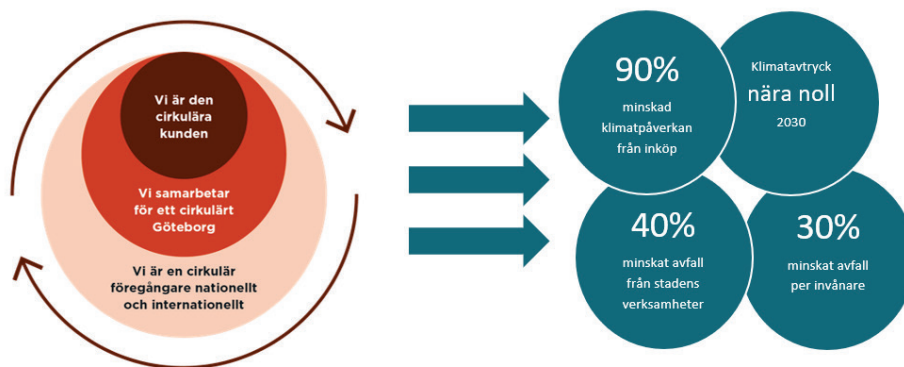 Vi är den
cirkulära
kunden
Vi samarbetar
för ett cirkulärt
Göteborg
Vi är en cirkulär
föregångare nationellt
och internationellt
90%
minskad
klimatpåverkan
från inköp
Klimatavtryck
nära noll
2030
40%
minskat avfall
från stadens
verksamheter
30%
minskat avfall
per invånare